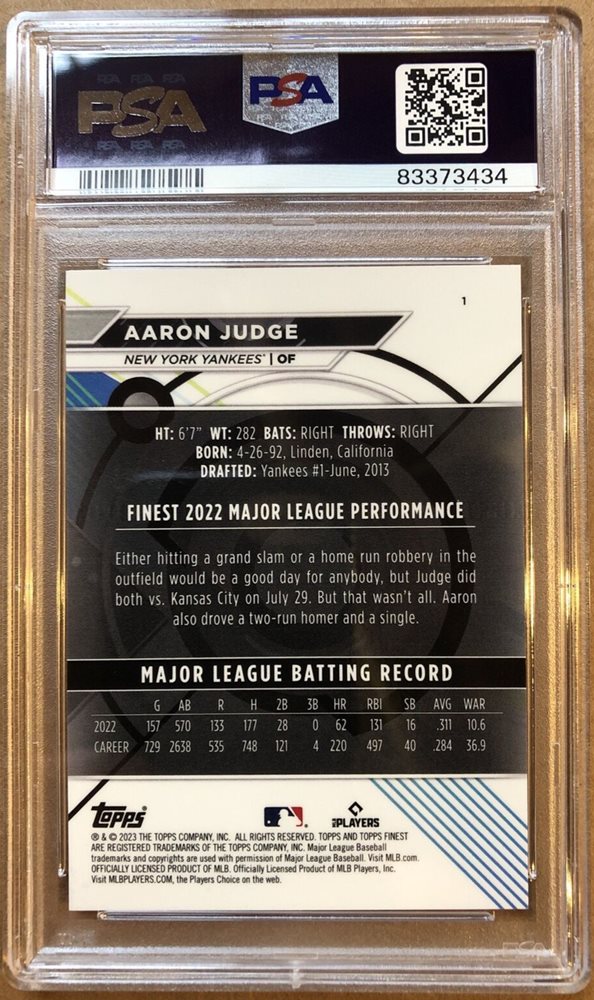 PSA PSA PSA
PSA
PSA
83373434
1
AARON JUDGE
NEW YORK YANKEES® | OF
HT: 6'7" WT: 282 BATS: RIGHT THROWS: RIGHT
BORN: 4-26-92, Linden, California
DRAFTED: Yankees #1-June, 2013
FINEST 2022 MAJOR LEAGUE PERFORMANCE
Either hitting a grand slam or a home run robbery in the
outfield would be a good day for anybody, but Judge did
both vs. Kansas City on July 29. But that wasn't all. Aaron
also drove a two-run homer and a single.
MAJOR LEAGUE BATTING RECORD
G AB R H 2B 3B HR RBI SB AVG WAR
2022 157 570 133 177 28 0 62 131 16 .311 10.6
CAREER 729 2638 535 748 121 4 220 497 40 .284 36.9
topps®
PLAYERS
® & © 2023 THE TOPPS COMPANY, INC. ALL RIGHTS RESERVED. TOPPS AND TOPPS FINEST
ARE REGISTERED TRADEMARKS OF THE TOPPS COMPANY, INC. Major League Baseball
trademarks and copyrights are used with permission of Major League Baseball. Visit MLB.com.
OFFICIALLY LICENSED PRODUCT OF MLB. Officially Licensed Product of MLB Players, Inc.
Visit MLBPLAYERS.COM, the Players Choice on the web.
PSA